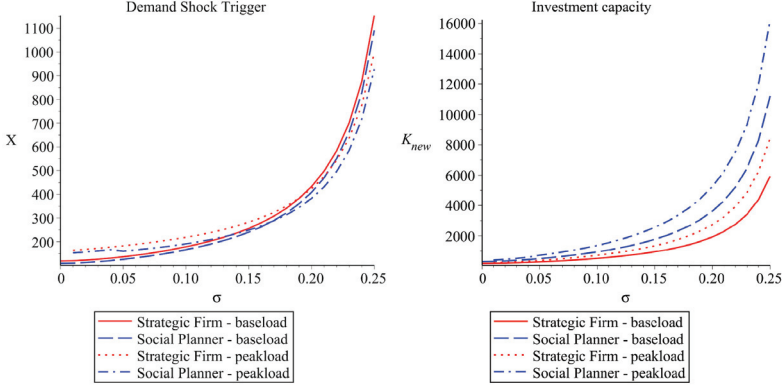 Demand Shock Trigger
1100
1000
900
800
700
600
500
400
300
200
X
0 0.05 0.10 0.15 0.20 0.25
σ
Strategic Firm - baseload
Social Planner - baseload
Strategic Firm - peakload
Social Planner - peakload
Investment capacity
16000
14000
12000
10000
8000
6000
4000
2000
K_new
0 0.05 0.10 0.15 0.20 0.25
σ
Strategic Firm - baseload
Social Planner - baseload
Strategic Firm - peakload
Social Planner - peakload